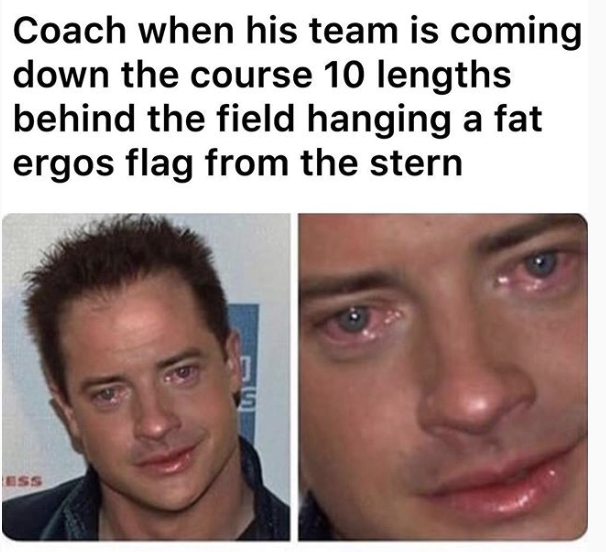 Coach when his team is coming
down the course 10 lengths
behind the field hanging a fat
ergos flag from the stern
ESS
S